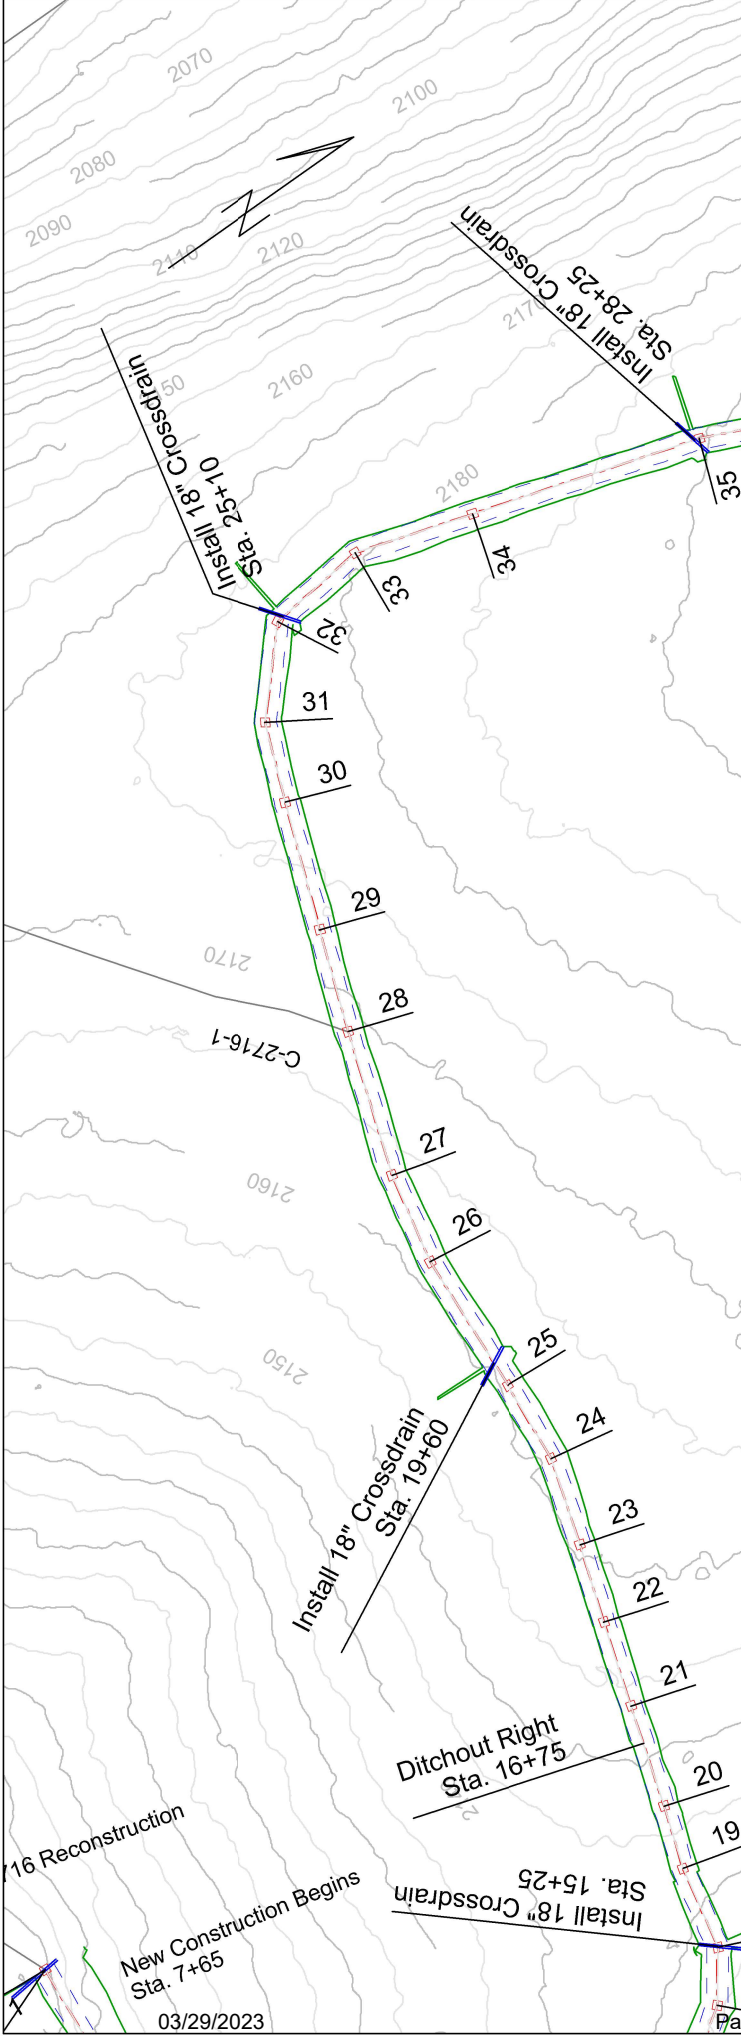 2070
2100
2080
2090
2110
2120
N
2170
Install 18" Crossdrain
Sta. 28+25
Install 18" Crossdrain
Sta. 25+10
50
2160
2180
35
34
33
32
31
30
29
28
2170
C-2716-1
27
2160
26
25
2150
Install 18" Crossdrain
Sta. 19+60
24
23
22
21
Ditchout Right
Sta. 16+75
20
19
Install 18" Crossdrain
Sta. 15+25
716 Reconstruction
New Construction Begins
Sta. 7+65
1
03/29/2023
Pa